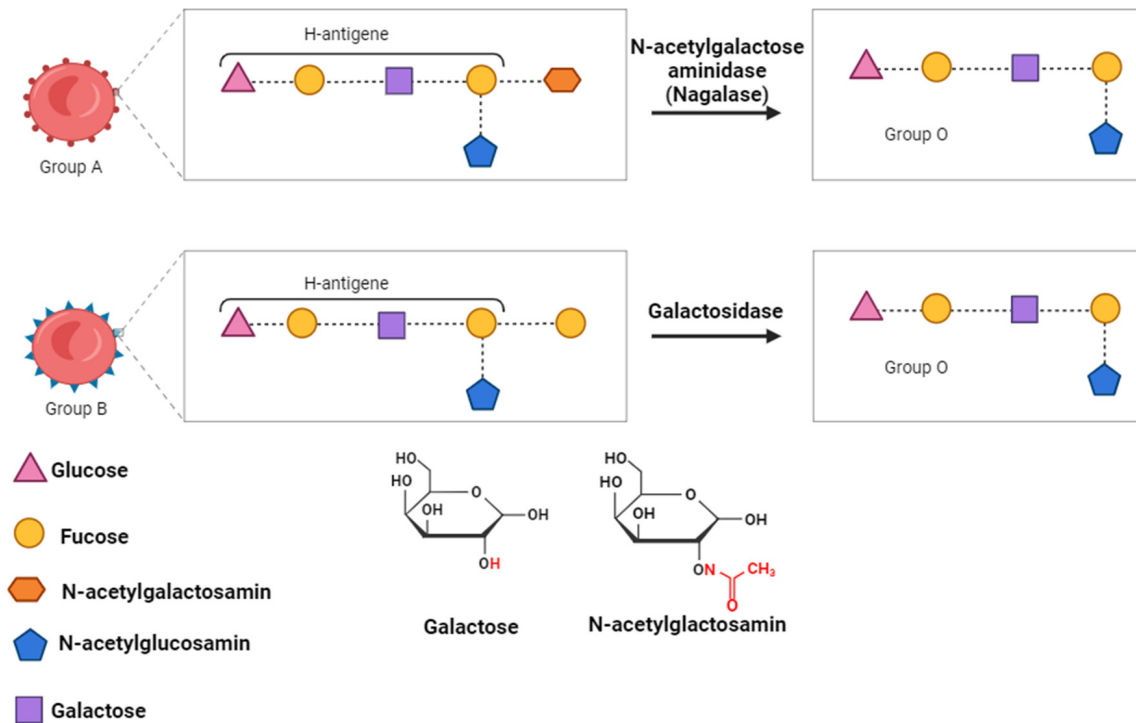 H-antigene
N-acetylgalactose
aminidase
(Nagalase)
Group O
Group A
H-antigene
Galactosidase
Group O
Group B
Glucose
Fucose
N-acetylgalactosamin
N-acetylglucosamin
Galactose
HO
HO
O
OH
OH
OH
Galactose
HO
HO
O
OH
OH
ON
CH3
O
N-acetylglactosamin